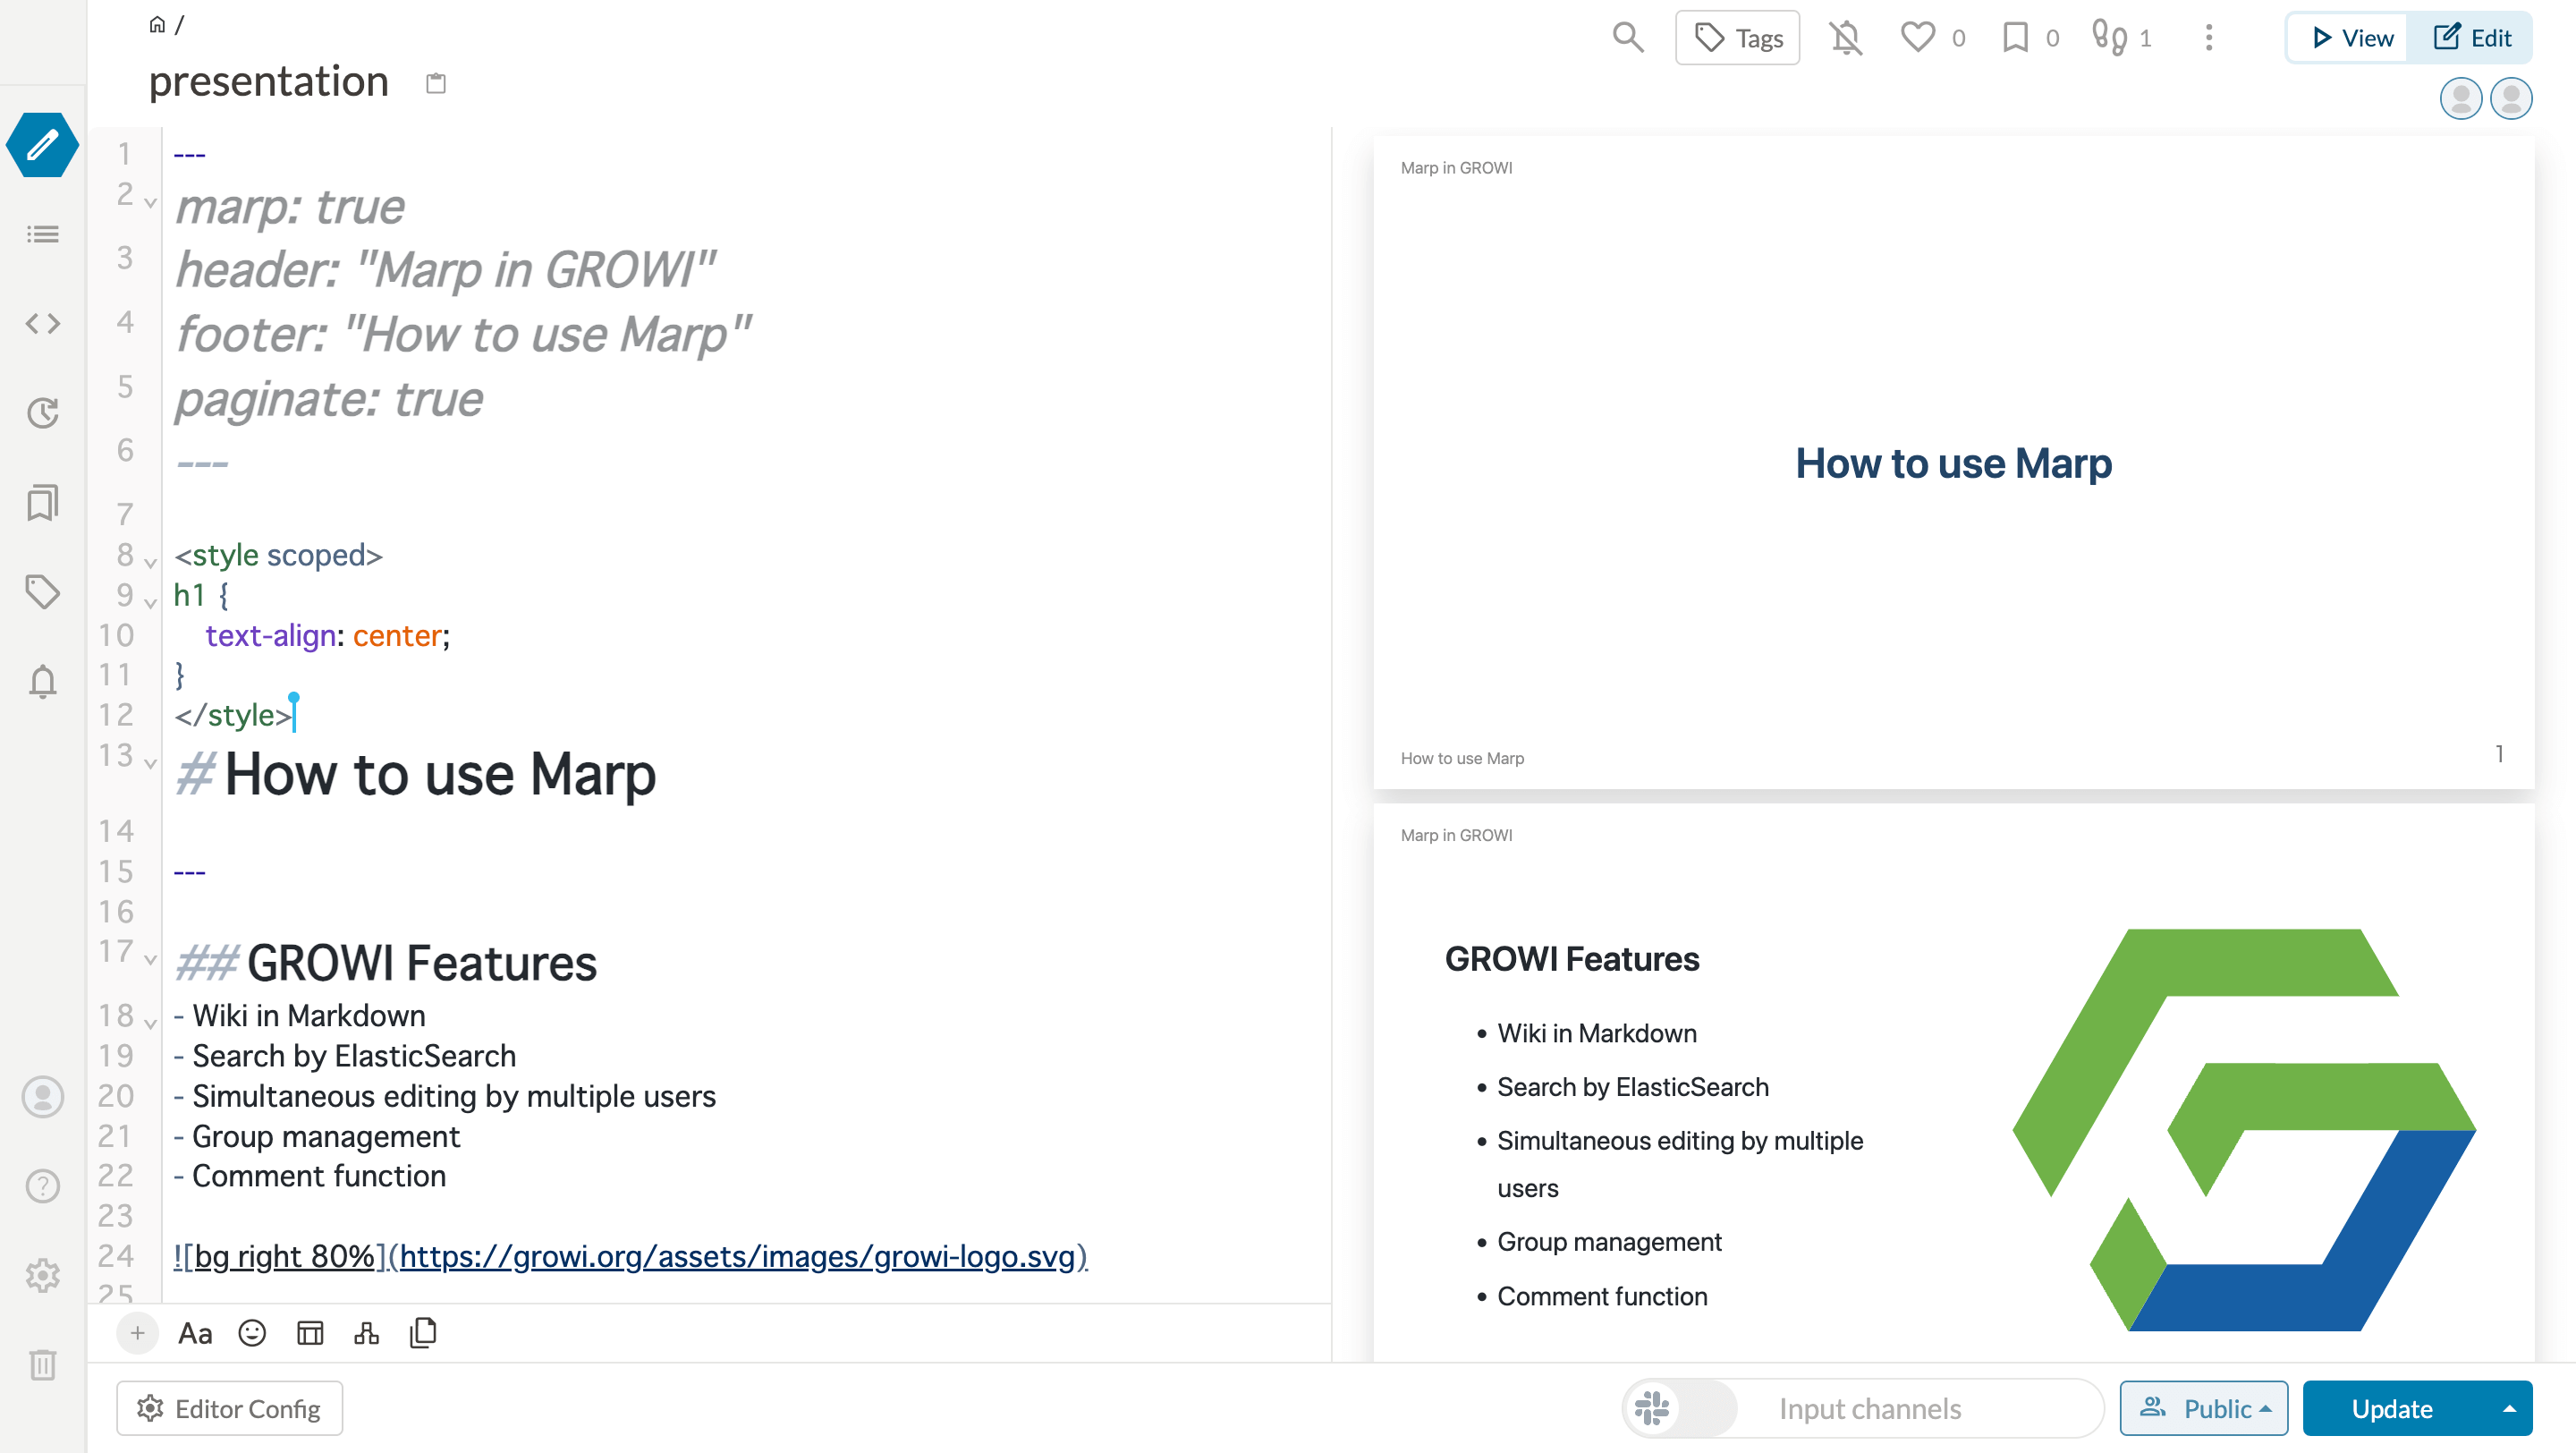 /
presentation
Tags
0
0
1
View
Edit
1 ---
2 marp: true
3 header: "Marp in GROWI"
4 footer: "How to use Marp"
5 paginate: true
6 ---
7
8 <style scoped>
9 h1 {
10 text-align: center;
11 }
12 </style>
13 # How to use Marp
14
15 ---
16
17 ## GROWI Features
18 - Wiki in Markdown
19 - Search by ElasticSearch
20 - Simultaneous editing by multiple users
21 - Group management
22 - Comment function
23
24 ![bg right 80%](https://growi.org/assets/images/growi-logo.svg)
25
Aa
Editor Config
Marp in GROWI
How to use Marp
How to use Marp
1
Marp in GROWI
GROWI Features
• Wiki in Markdown
• Search by ElasticSearch
• Simultaneous editing by multiple
users
• Group management
• Comment function
Input channels
Public
Update